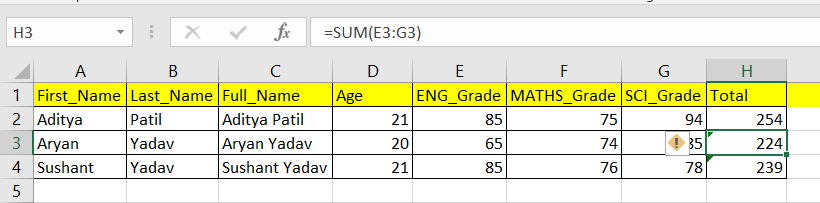 H3 fx =SUM(E3:G3)
A B C D E F G H
1 First_Name Last_Name Full_Name Age ENG_Grade MATHS_Grade SCI_Grade Total
2 Aditya Patil Aditya Patil 21 85 75 94 254
3 Aryan Yadav Aryan Yadav 20 65 74 224
4 Sushant Yadav Sushant Yadav 21 85 76 78 239
5